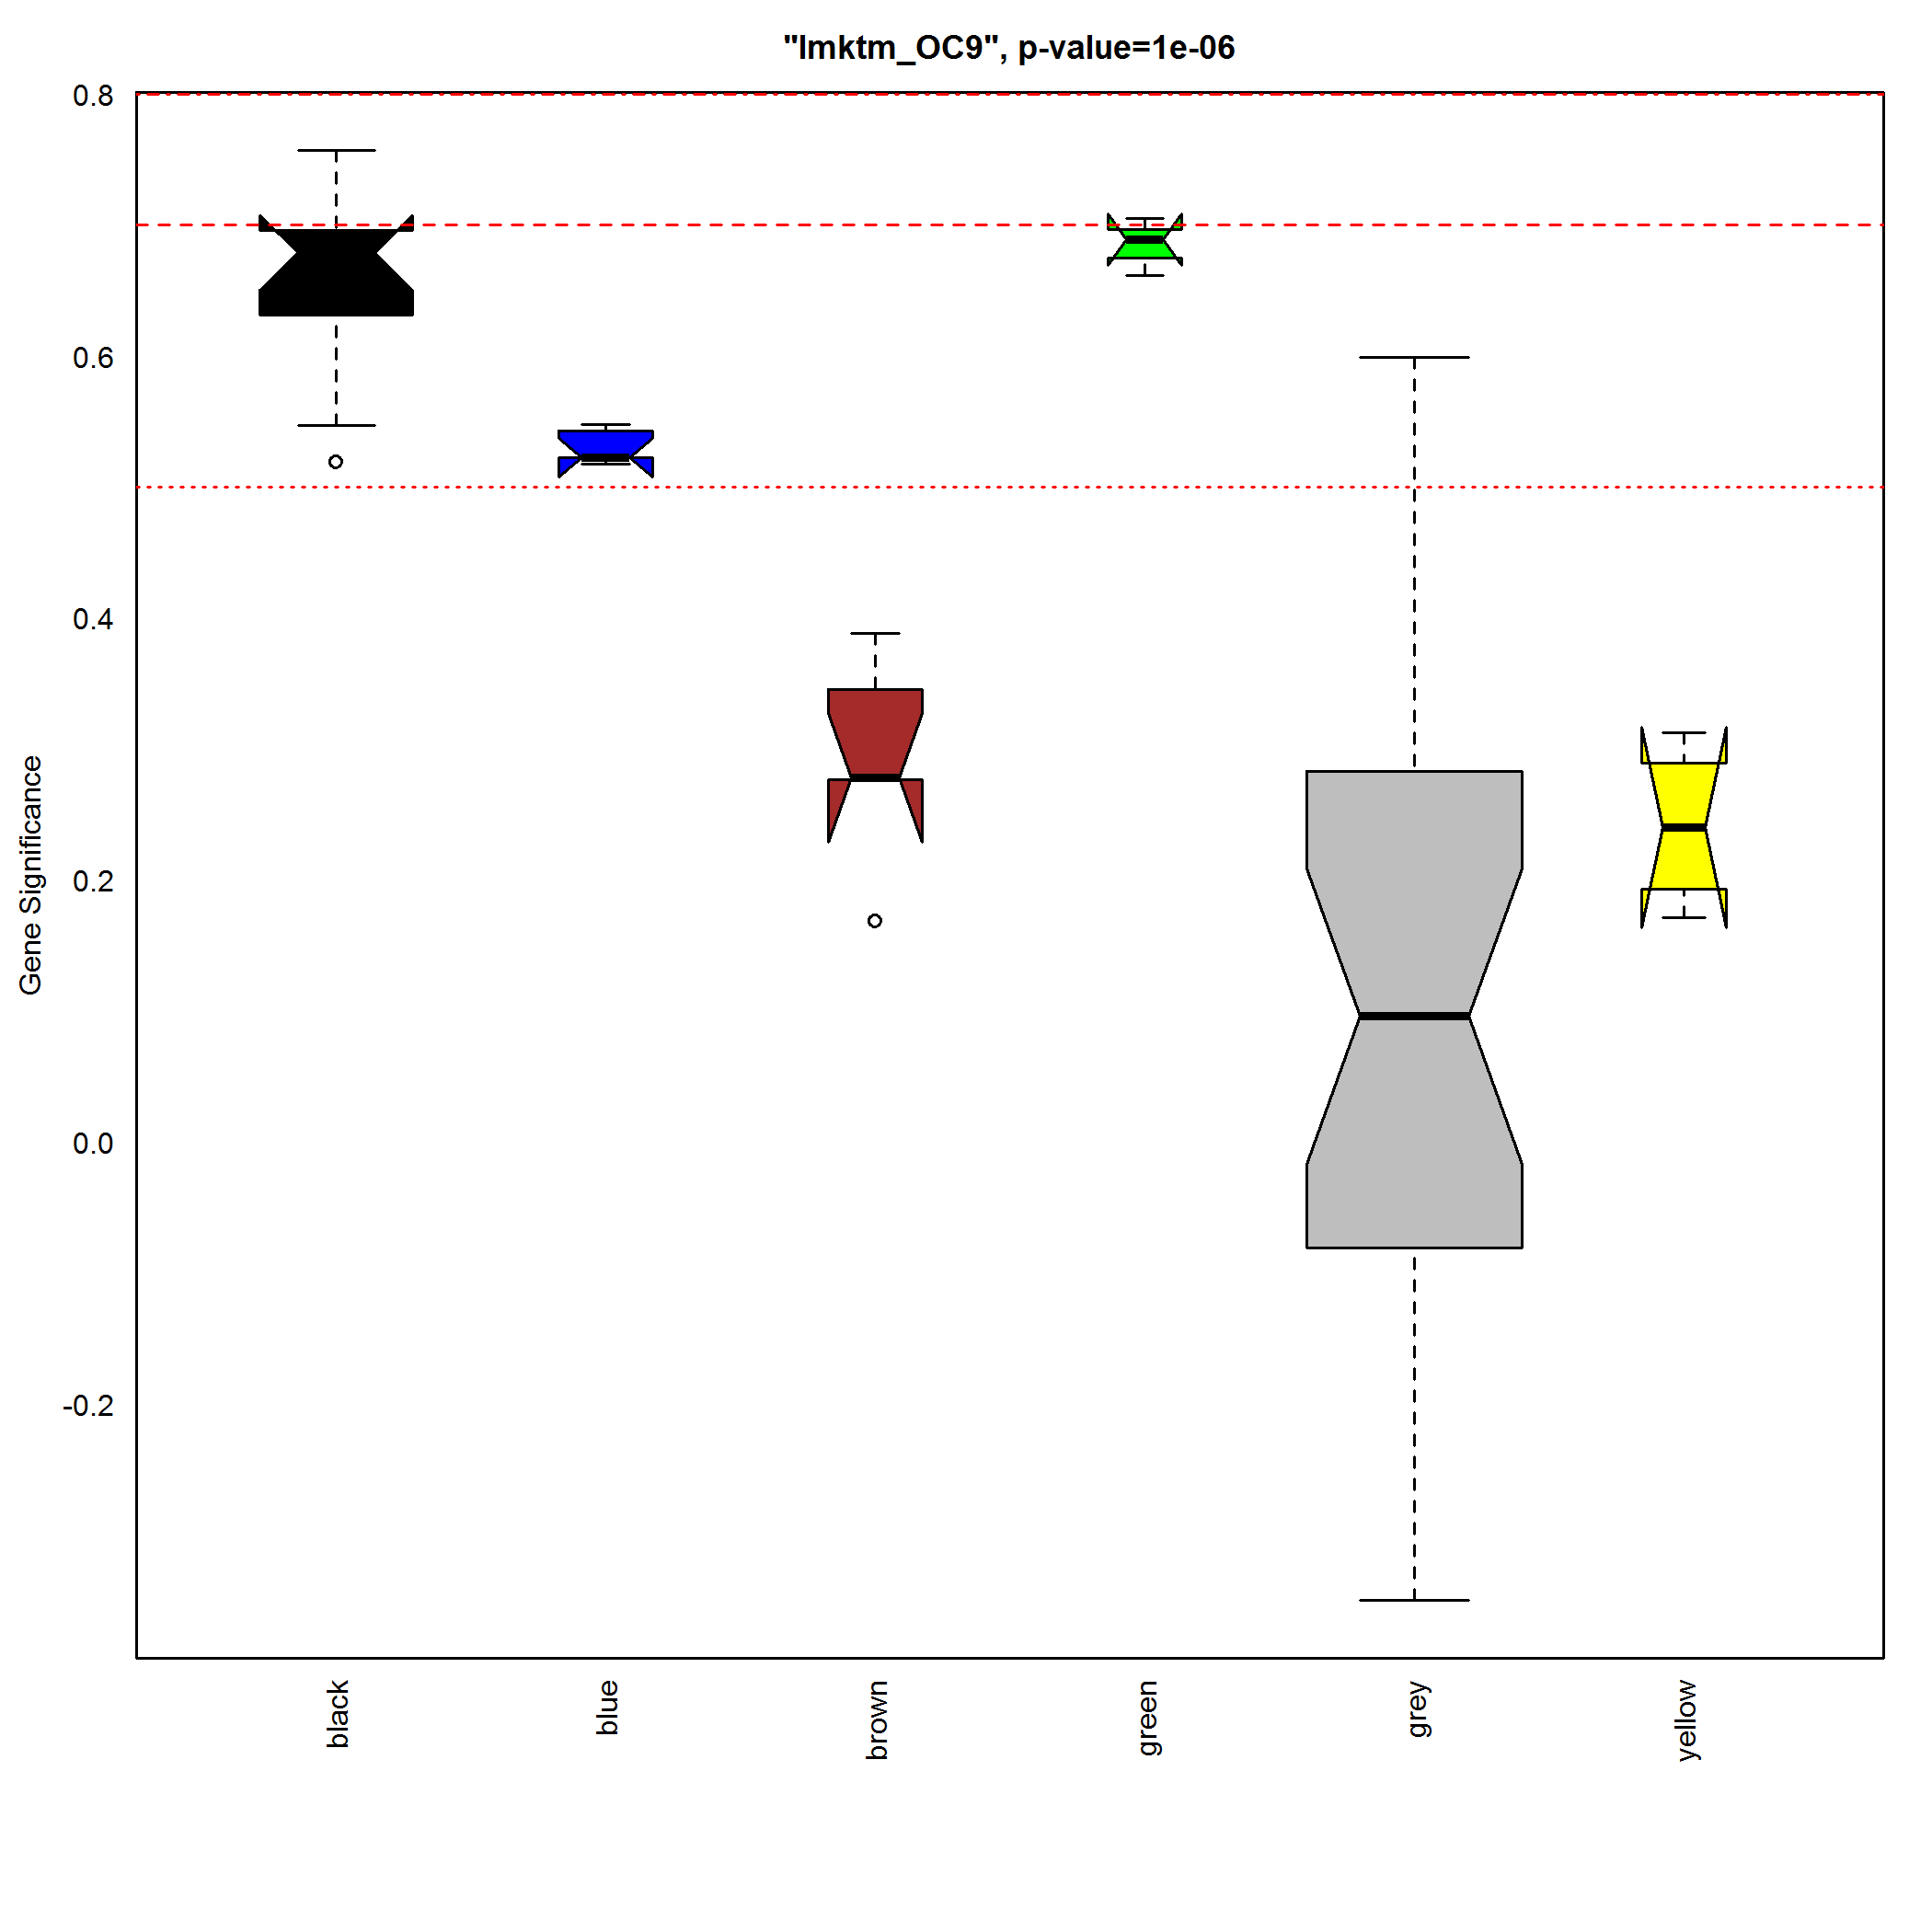 "lmktm_OC9", p-value=1e-06
0.8
0.6
0.4
0.2
0.0
-0.2
Gene Significance
black
blue
brown
green
grey
yellow